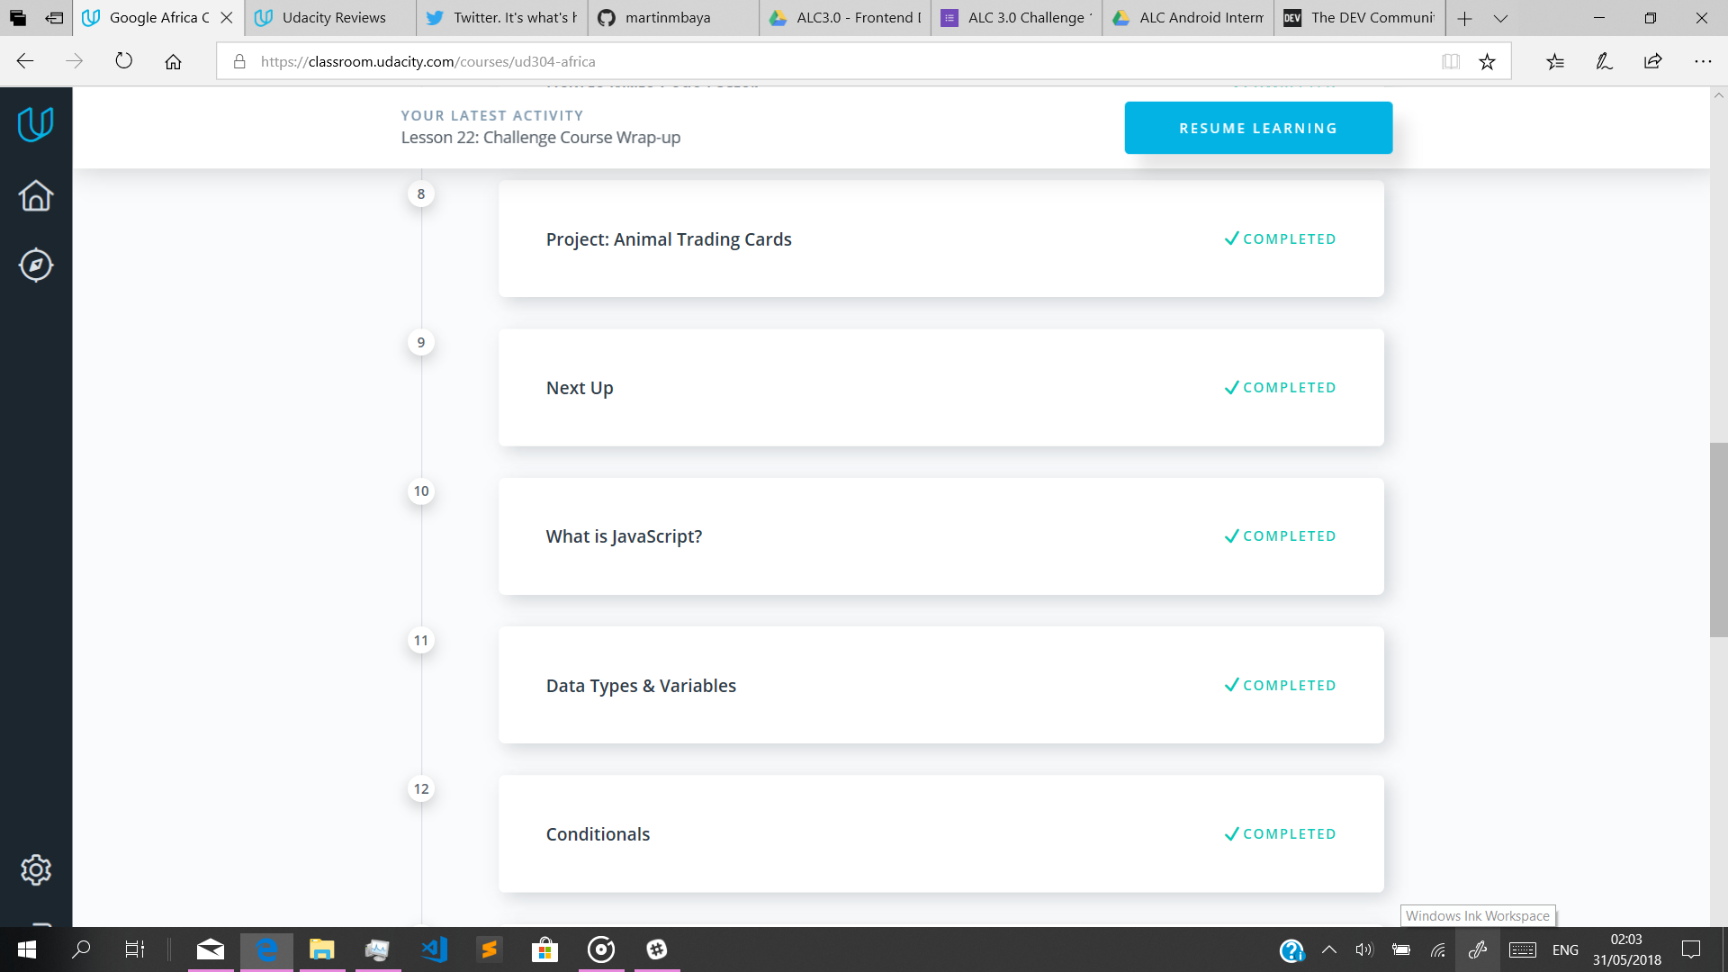 Google Africa C
Udacity Reviews
Twitter. It's what's h
martinmbaya
AC3.0 - Frontend
ALC 3.0 Challenge
ALC Android Interm
DEV The DEV Communi
https://classroom.udacity.com/courses/ud304-africa
YOUR LATEST ACTIVITY
Lesson 22: Challenge Course Wrap-up
RESUME LEARNING
8
Project: Animal Trading Cards
COMPLETED
9
Next Up
COMPLETED
10
What is JavaScript?
COMPLETED
11
Data Types & Variables
COMPLETED
12
Conditionals
COMPLETED
Windows Ink Workspace
ENG
02:03
31/05/2018